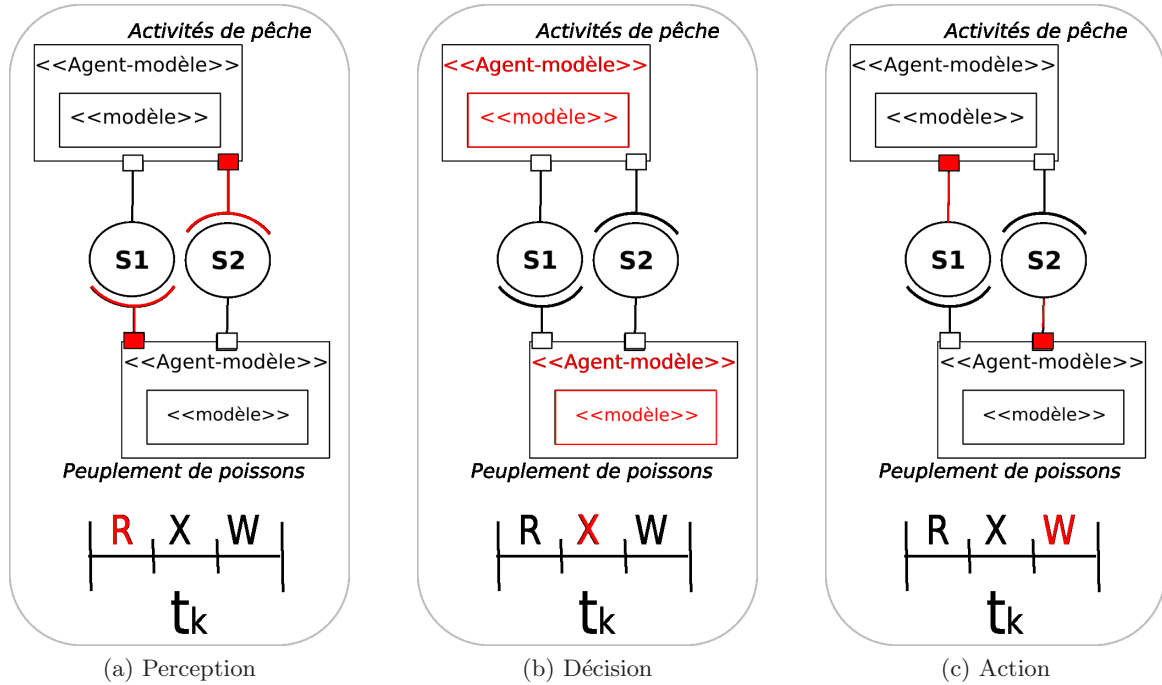 Activités de pêche
<<Agent-modèle>>
<<modèle>>
S1
S2
<<Agent-modèle>>
<<modèle>>
Peuplement de poissons
R X W
tk
(a) Perception
Activités de pêche
<<Agent-modèle>>
<<modèle>>
S1
S2
<<Agent-modèle>>
<<modèle>>
Peuplement de poissons
R X W
tk
(b) Décision
Activités de pêche
<<Agent-modèle>>
<<modèle>>
S1
S2
<<Agent-modèle>>
<<modèle>>
Peuplement de poissons
R X W
tk
(c) Action